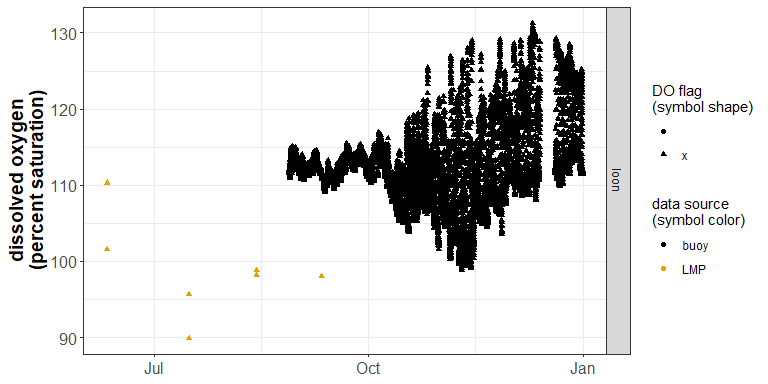 dissolved oxygen
(percent saturation)
130
120
110
100
90
Jul
Oct
Jan
loon
DO flag
(symbol shape)
x
data source
(symbol color)
buoy
LMP